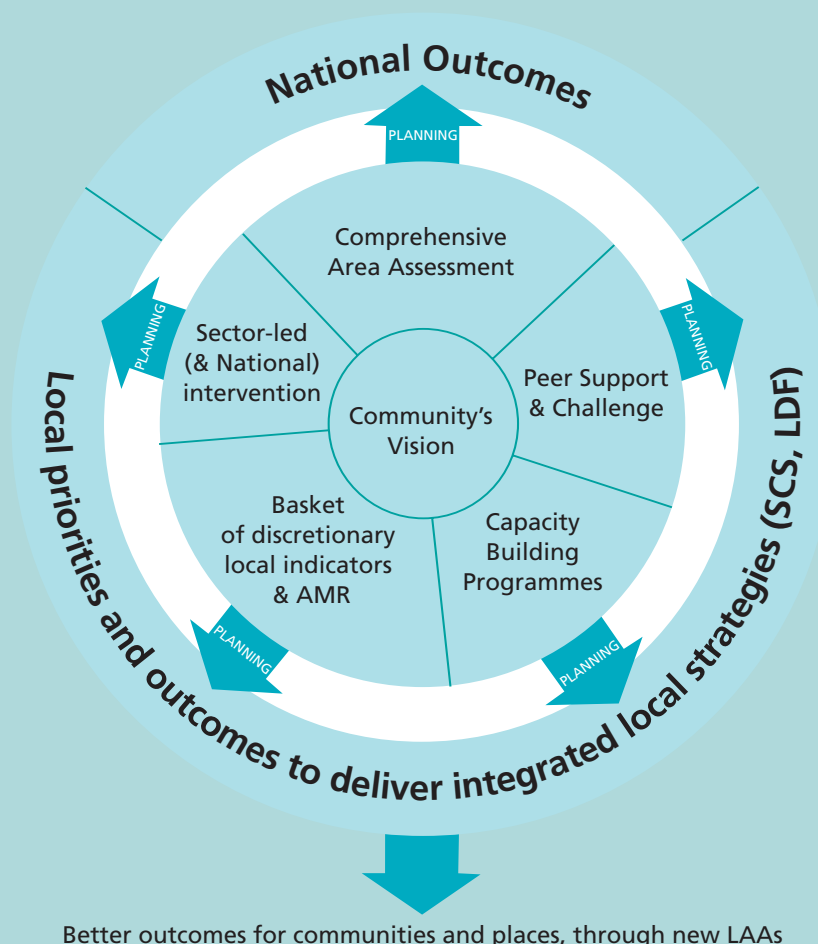 National Outcomes
PLANNING
Comprehensive
Area Assessment
PLANNING
Sector-led
(& National)
intervention
PLANNING
Peer Support
& Challenge
Community’s
Vision
Basket
of discretionary
local indicators
& AMR
Capacity
Building
Programmes
PLANNING
PLANNING
Local priorities and outcomes to deliver integrated local strategies (SCS, LDF)
Better outcomes for communities and places, through new LAAs